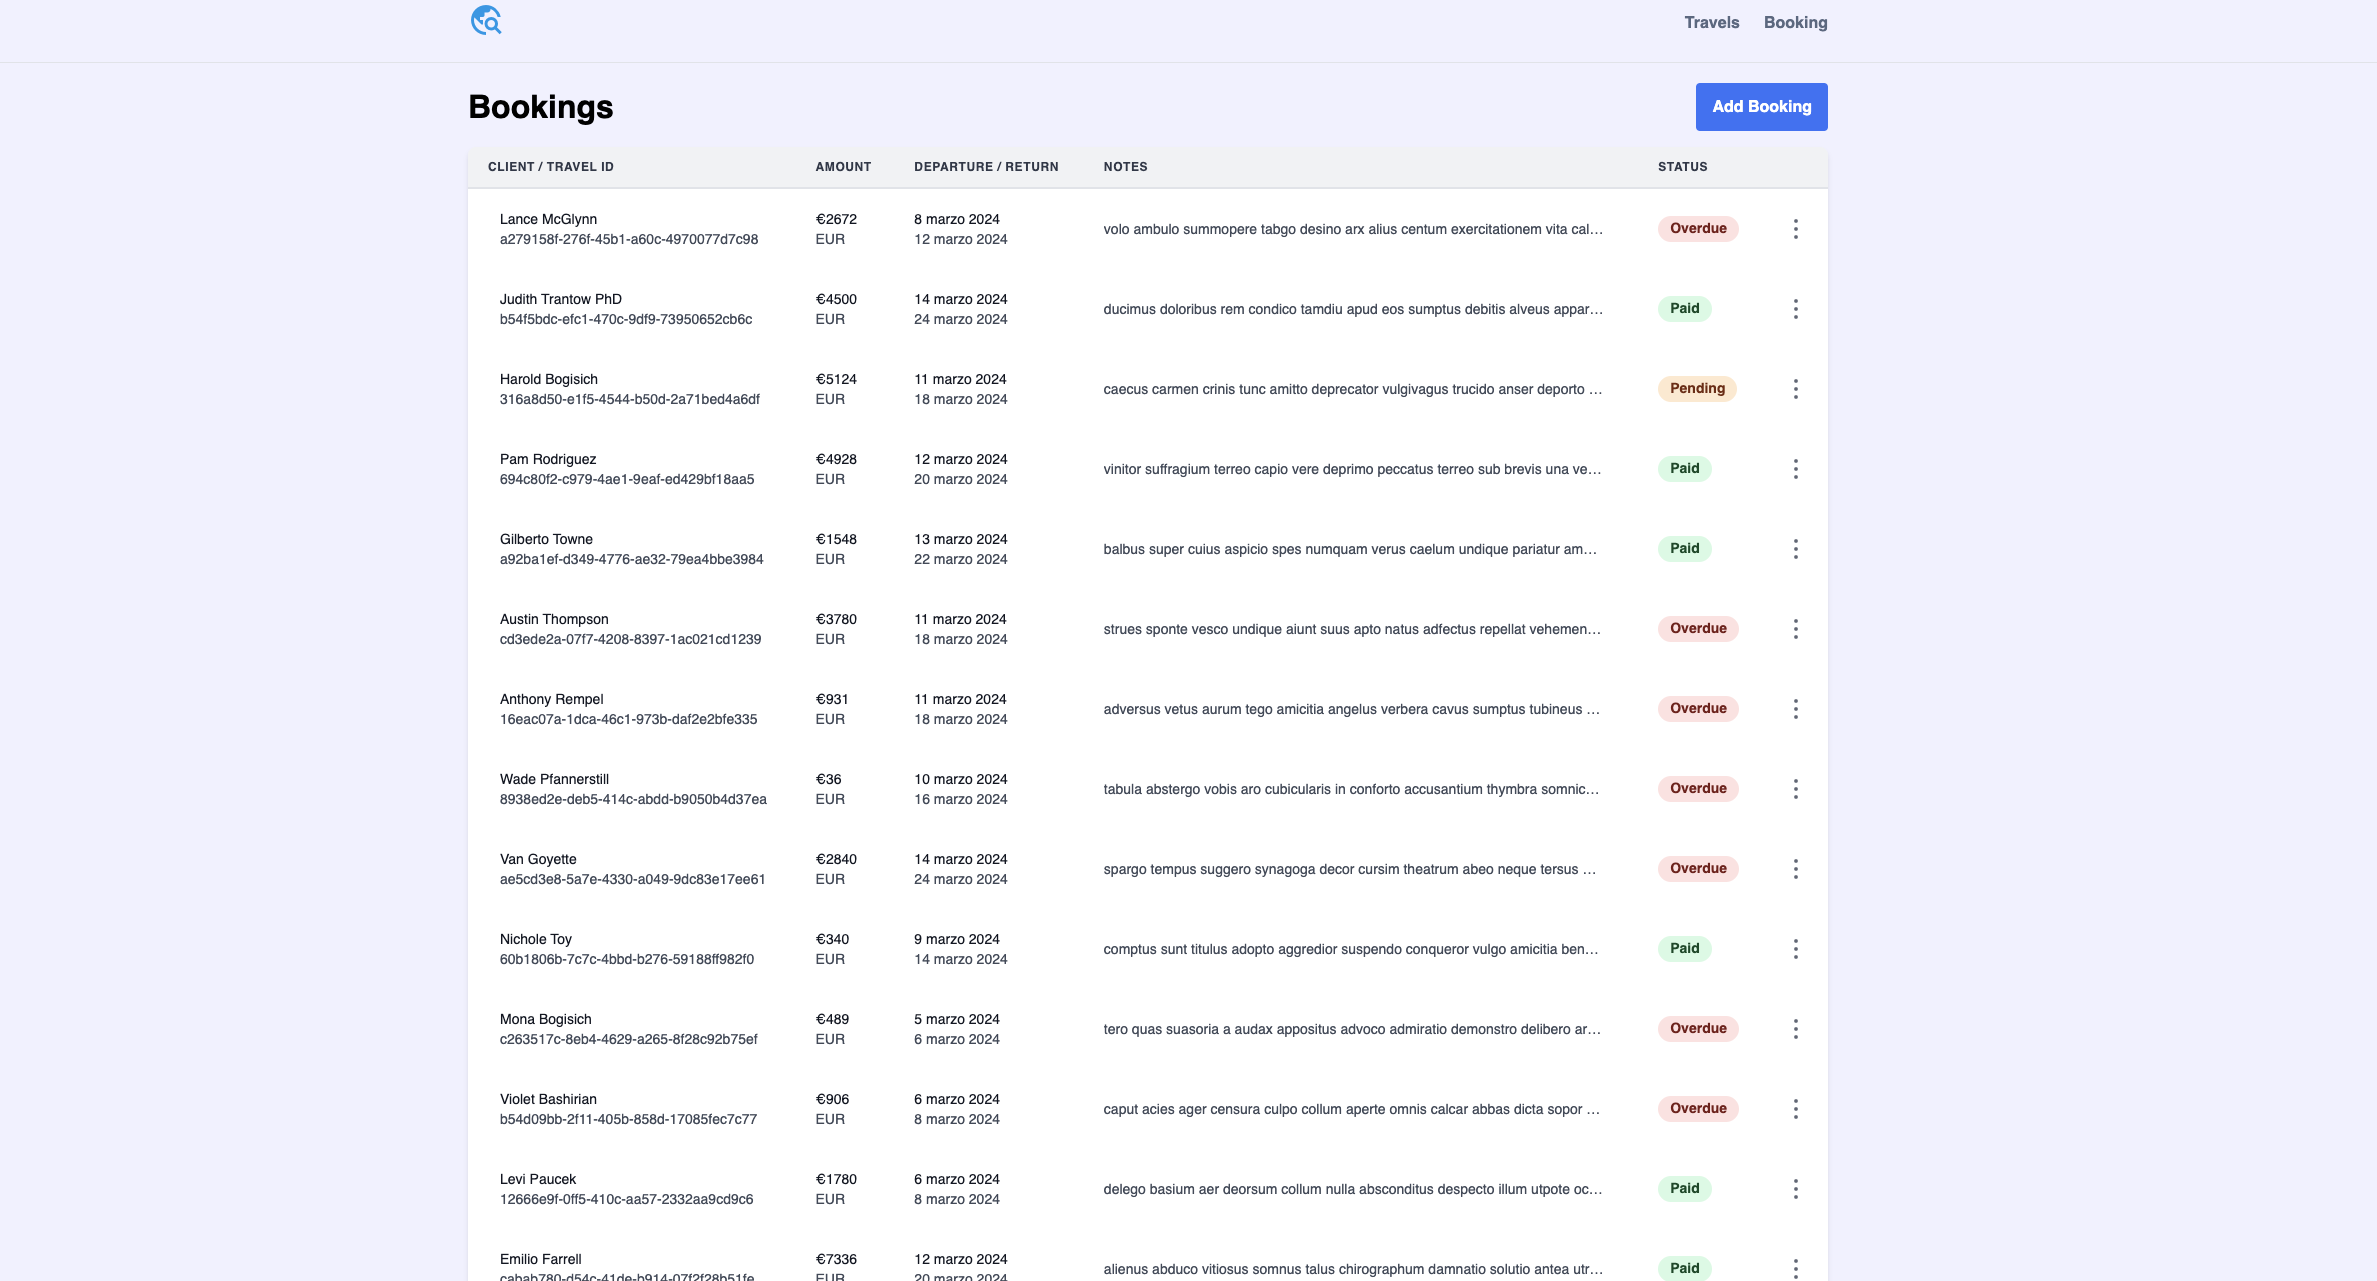 Travels Booking
Bookings
Add Booking
CLIENT / TRAVEL ID AMOUNT DEPARTURE / RETURN NOTES STATUS
Lance McGlynn €2672 8 marzo 2024
a279158f-276f-45b1-a60c-4970077d7c98 EUR 12 marzo 2024
volo ambulo summopere tabgo desino arx alius centum exercitationem vita cal... Overdue
Judith Trantow PhD €4500 14 marzo 2024
b54f5bdc-efc1-470c-9df9-73950652cb6c EUR 24 marzo 2024
ducimus doloribus rem condico tamdiu apud eos sumptus debitis alveus appar... Paid
Harold Bogisich €5124 11 marzo 2024
316a8d50-e1f5-4544-b50d-2a71bed4a6df EUR 18 marzo 2024
caecus carmen crinis tunc amitto deprecator vulgivagus trucido anser deporto ... Pending
Pam Rodriguez €4928 12 marzo 2024
694c80f2-c979-4ae1-9eaf-ed429bf18aa5 EUR 20 marzo 2024
vinitor suffragium terreo capio vere deprimo peccatus terreo sub brevis una ve... Paid
Gilberto Towne €1548 13 marzo 2024
a92ba1ef-d349-4776-ae32-79ea4bbe3984 EUR 22 marzo 2024
balbus super cuius aspicio spes numquam verus caelum undique pariatur am... Paid
Austin Thompson €3780 11 marzo 2024
cd3ede2a-07f7-4208-8397-1ac021cd1239 EUR 18 marzo 2024
strues sponte vesco undique aiunt suus apto natus adfectus repellat vehemen... Overdue
Anthony Rempel €931 11 marzo 2024
16eac07a-1dca-46c1-973b-daf2e2bfe335 EUR 18 marzo 2024
adversus vetus aurum tego amicitia angelus verbera cavus sumptus tubineus ... Overdue
Wade Pfannerstill €36 10 marzo 2024
8938ed2e-deb5-414c-abdd-b9050b4d37ea EUR 16 marzo 2024
tabula abstergo vobis aro cubicularis in conforto accusantium thymbra somnic... Overdue
Van Goyette €2840 14 marzo 2024
ae5cd3e8-5a7e-4330-a049-9dc83e17ee61 EUR 24 marzo 2024
spargo tempus suggero synagoga decor cursim theatrum abeo neque tersus ... Overdue
Nichole Toy €340 9 marzo 2024
60b1806b-7c7c-4bbd-b276-59188ff982f0 EUR 14 marzo 2024
comptus sunt titulus adopto aggredior suspendo conqueror vulgo amicitia ben... Paid
Mona Bogisich €489 5 marzo 2024
c263517c-8eb4-4629-a265-8f28c92b75ef EUR 6 marzo 2024
tero quas suasoria a audax appositus advoco admiratio demonstro delibero ar... Overdue
Violet Bashirian €906 6 marzo 2024
b54d09bb-2f11-405b-858d-17085fec7c77 EUR 8 marzo 2024
caput acies ager censura culpo collum aperte omnis calcar abbas dicta sopor ... Overdue
Levi Paucek €1780 6 marzo 2024
12666e9f-0ff5-410c-aa57-2332aa9cd9c6 EUR 8 marzo 2024
delego basium aer deorsum collum nulla absconditus despecto illum utpote oc... Paid
Emilio Farrell €7336 12 marzo 2024
cabab780-d54c-41de-b914-07f2f28b51fe EUR 20 marzo 2024
alienus abduco vitiosus somnus talus chirographum damnatio solutio antea utr... Paid